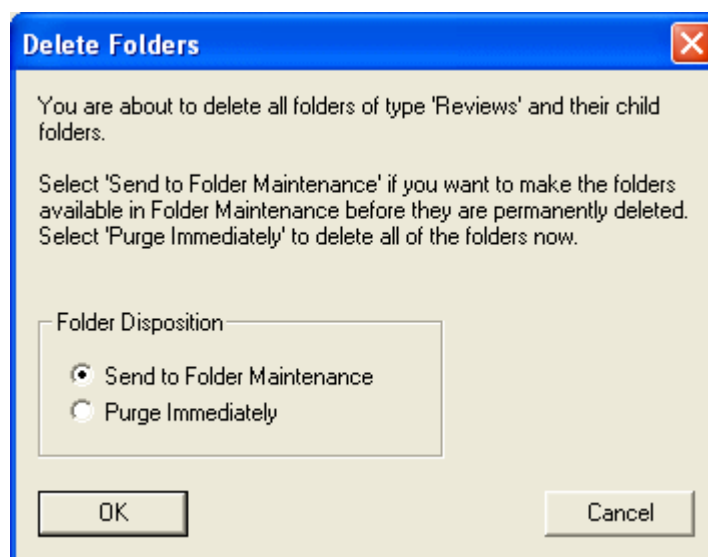 Delete Folders
You are about to delete all folders of type 'Reviews' and their child
folders.
Select 'Send to Folder Maintenance' if you want to make the folders
available in Folder Maintenance before they are permanently deleted.
Select 'Purge Immediately' to delete all of the folders now.
Folder Disposition
Send to Folder Maintenance
Purge Immediately
OK
Cancel